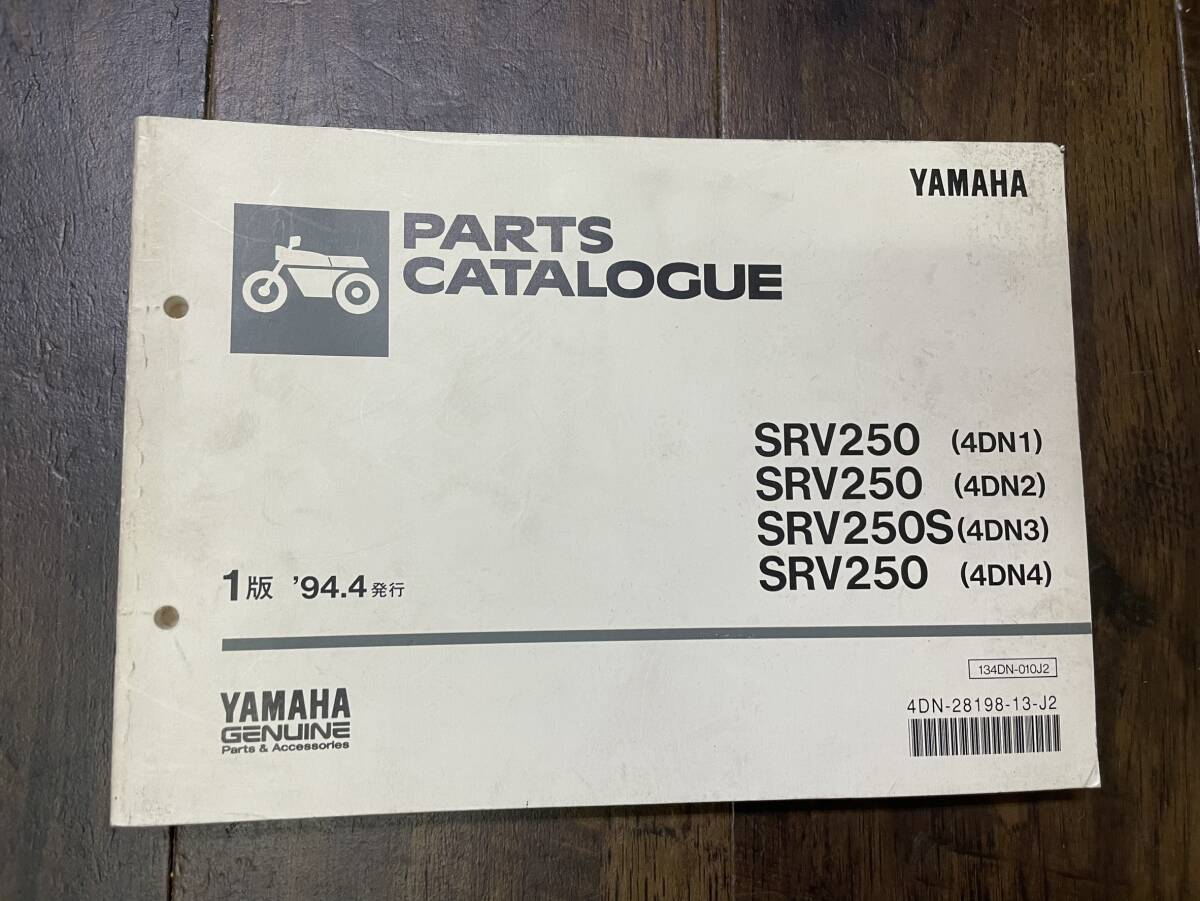 YAMAHA
PARTS
CATALOGUE
SRV250 (4DN1)
SRV250 (4DN2)
SRV250S (4DN3)
SRV250 (4DN4)
1版 '94.4発行
134DN-010J2
4DN-28198-13-J2
YAMAHA
GENUINE
Parts & Accessories